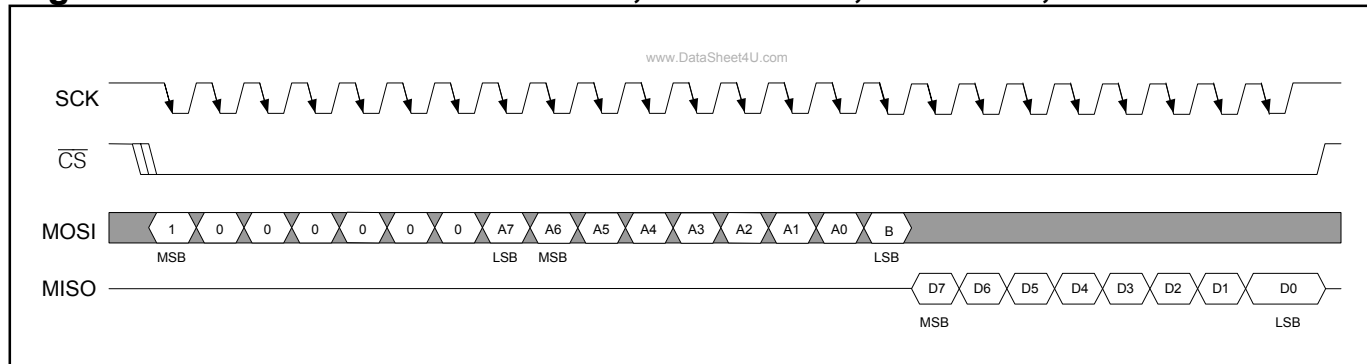 www.DataSheet4U.com
SCK
CS
MOSI 1 0 0 0 0 0 0 A7 A6 A5 A4 A3 A2 A1 A0 B
MSB LSB MSB LSB
MISO D7 D6 D5 D4 D3 D2 D1 D0
MSB LSB